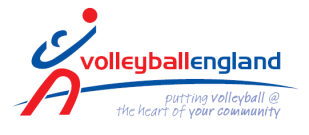 volleyballengland
putting volleyball @
the heart of your community